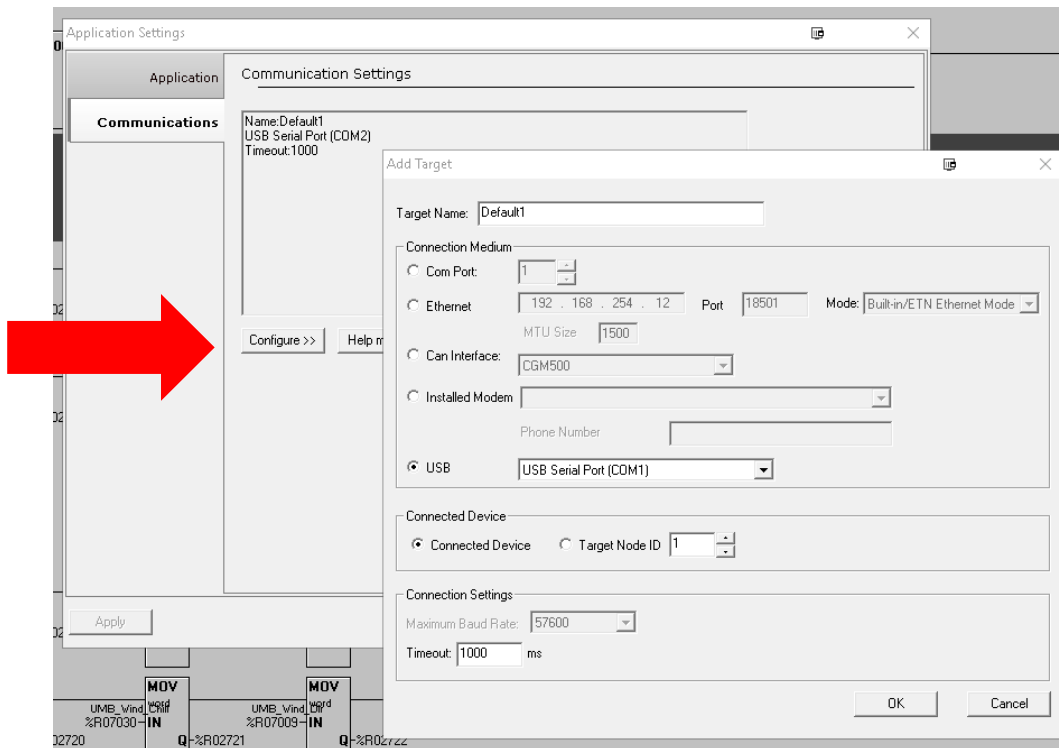 Application Settings
Application
Communications
Communication Settings
Name:Default1
USB Serial Port (COM2)
Timeout:1000
Configure >>
Help m
Apply
Add Target
Target Name: Default1
Connection Medium
Com Port: 1
Ethernet 192 . 168 . 254 . 12 Port 18501 Mode: Built-in/ETN Ethernet Mode
MTU Size 1500
Can Interface: CGM500
Installed Modem
Phone Number
USB USB Serial Port (COM1)
Connected Device
Connected Device Target Node ID 1
Connection Settings
Maximum Baud Rate: 57600
Timeout: 1000 ms
OK Cancel
MOV MOV
UMB_Wind_Chill word UMB_Wind_Dir word
%R07030 IN %R07009 IN
02720 Q %R02721 Q %R02722